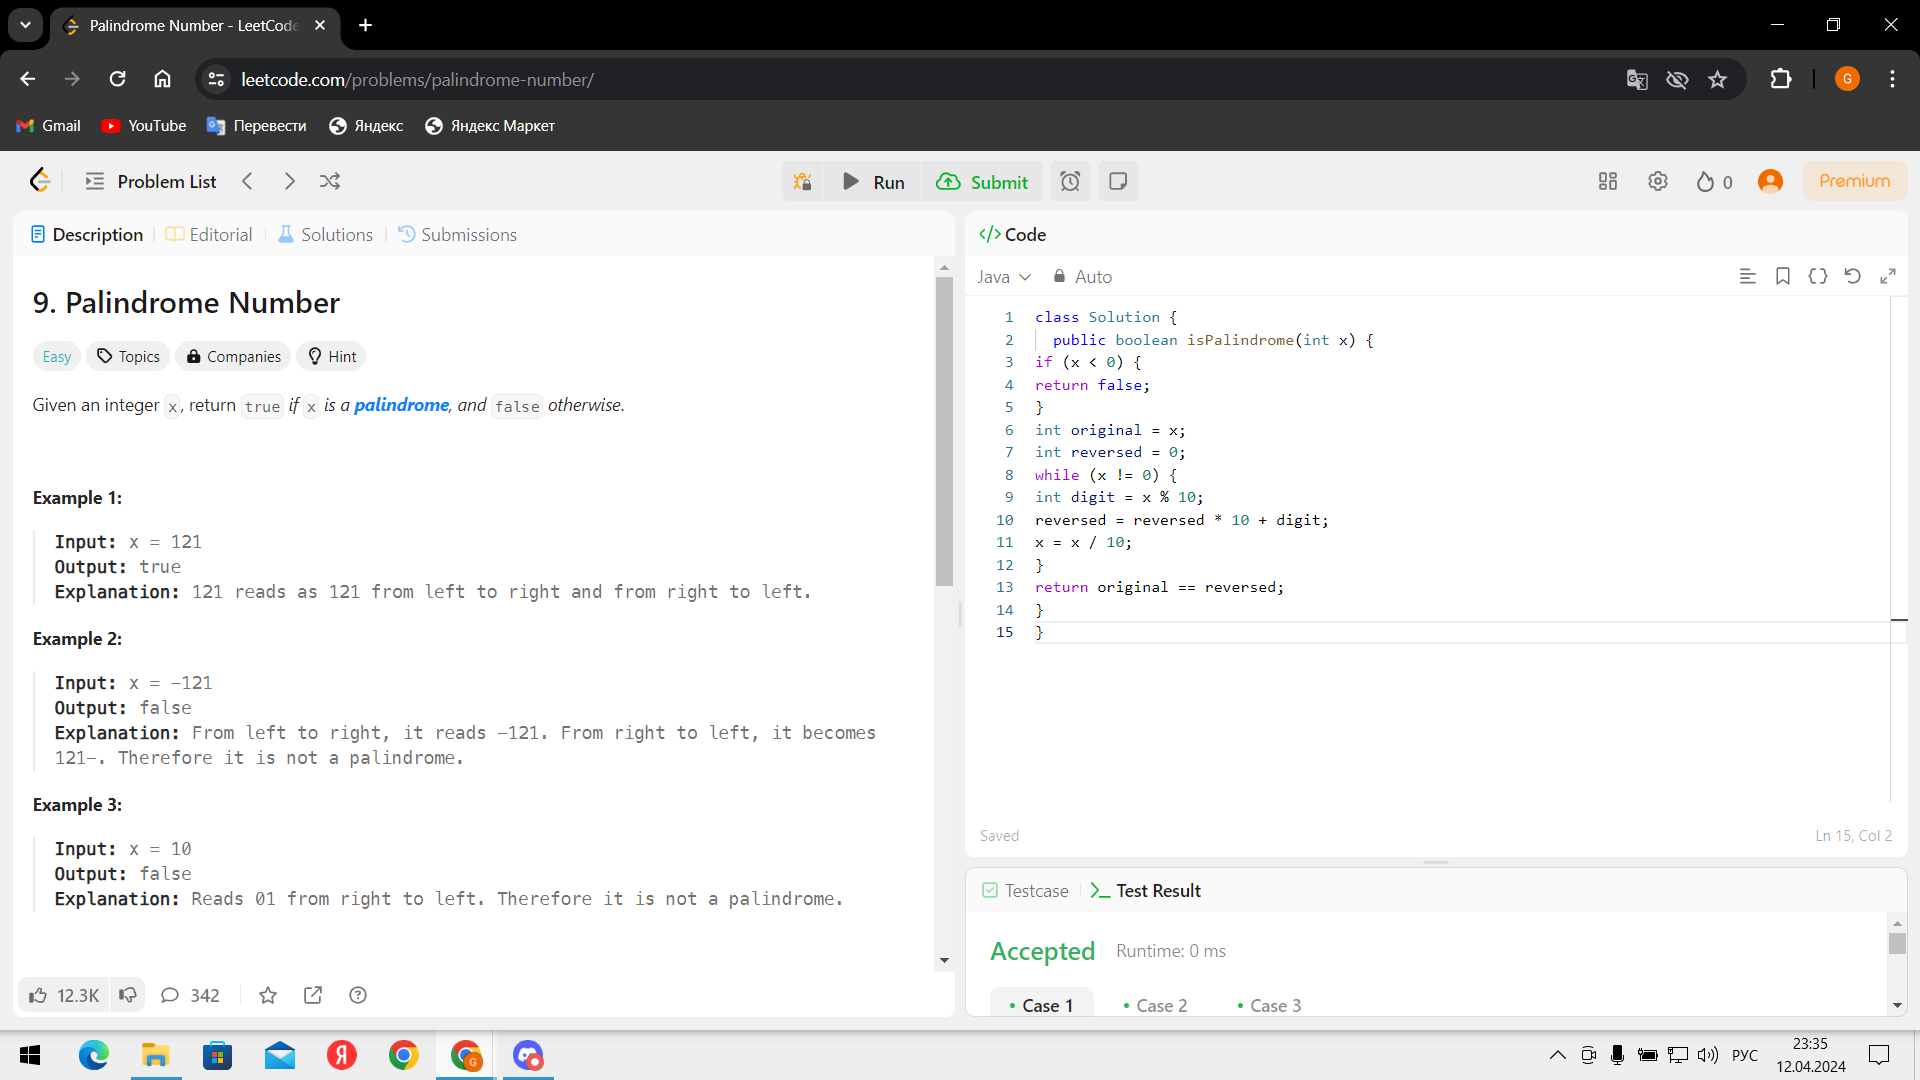 Palindrome Number - LeetCode
leetcode.com/problems/palindrome-number/
G
Gmail YouTube Перевести Яндекс Яндекс Маркет
Problem List Run Submit 0 Premium
Description Editorial Solutions Submissions
9. Palindrome Number
Easy Topics Companies Hint
Given an integer x, return true if x is a palindrome, and false otherwise.
Example 1:
Input: x = 121
Output: true
Explanation: 121 reads as 121 from left to right and from right to left.
Example 2:
Input: x = -121
Output: false
Explanation: From left to right, it reads -121. From right to left, it becomes
121-. Therefore it is not a palindrome.
Example 3:
Input: x = 10
Output: false
Explanation: Reads 01 from right to left. Therefore it is not a palindrome.
12.3K 342
</> Code
Java Auto
1 class Solution {
2 public boolean isPalindrome(int x) {
3 if (x < 0) {
4 return false;
5 }
6 int original = x;
7 int reversed = 0;
8 while (x != 0) {
9 int digit = x % 10;
10 reversed = reversed * 10 + digit;
11 x = x / 10;
12 }
13 return original == reversed;
14 }
15 }
Saved Ln 15, Col 2
Testcase Test Result
Accepted Runtime: 0 ms
• Case 1 • Case 2 • Case 3
Я G РУС 23:35
12.04.2024